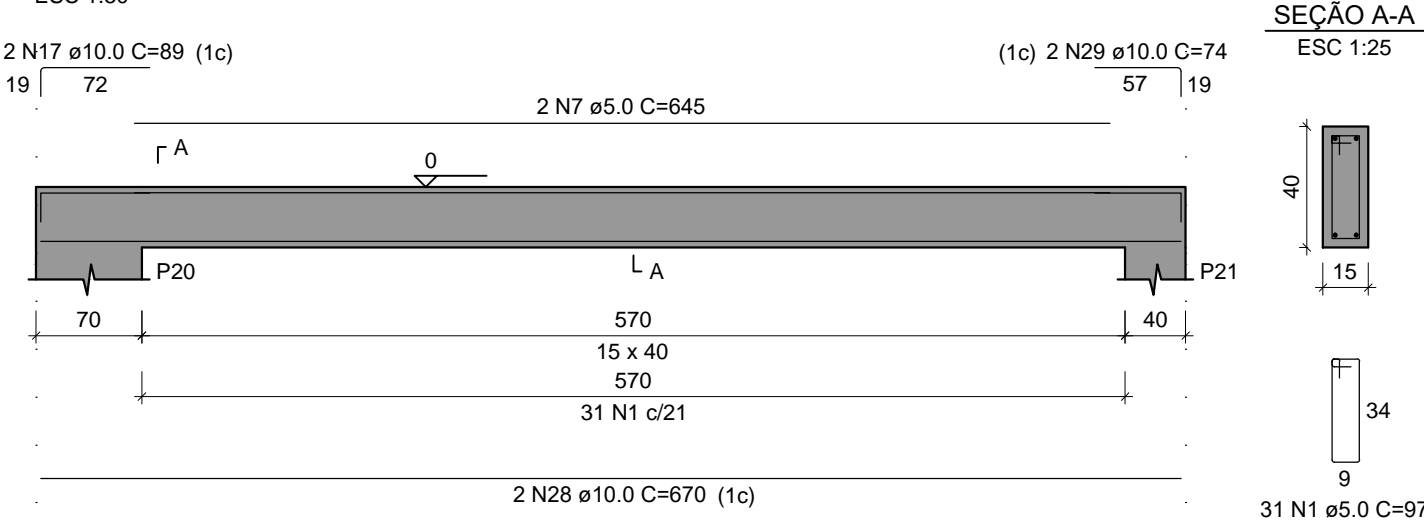 SEÇÃO A-A
ESC 1:25
2 N17 ø10.0 C=89 (1c)
(1c) 2 N29 ø10.0 C=74
19 72
57 19
2 N7 ø5.0 C=645
A
0
40
P20
A
P21
15
70
570
40
15 x 40
570
31 N1 c/21
34
9
2 N28 ø10.0 C=670 (1c)
31 N1 ø5.0 C=97